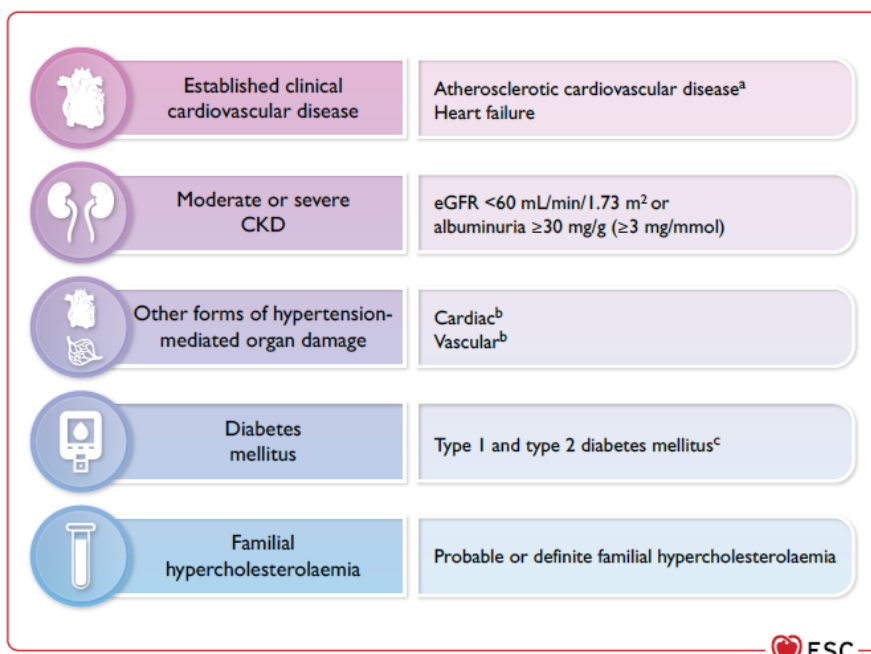 Established clinical
cardiovascular disease
Atherosclerotic cardiovascular diseaseᵃ
Heart failure
Moderate or severe
CKD
eGFR <60 mL/min/1.73 m² or
albuminuria ≥30 mg/g (≥3 mg/mmol)
Other forms of hypertension-
mediated organ damage
Cardiacᵇ
Vascularᵇ
Diabetes
mellitus
Type 1 and type 2 diabetes mellitusᶜ
Familial
hypercholesterolaemia
Probable or definite familial hypercholesterolaemia
ESC